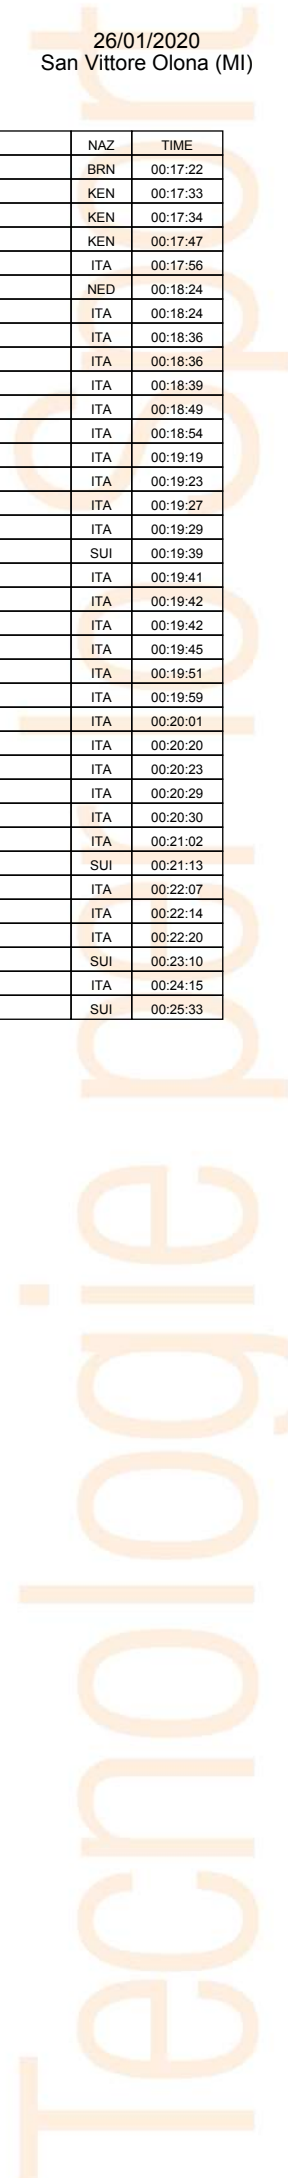 26/01/2020
San Vittore Olona (MI)
NAZ TIME
BRN 00:17:22
KEN 00:17:33
KEN 00:17:34
KEN 00:17:47
ITA 00:17:56
NED 00:18:24
ITA 00:18:24
ITA 00:18:36
ITA 00:18:36
ITA 00:18:39
ITA 00:18:49
ITA 00:18:54
ITA 00:19:19
ITA 00:19:23
ITA 00:19:27
ITA 00:19:29
SUI 00:19:39
ITA 00:19:41
ITA 00:19:42
ITA 00:19:42
ITA 00:19:45
ITA 00:19:51
ITA 00:19:59
ITA 00:20:01
ITA 00:20:20
ITA 00:20:23
ITA 00:20:29
ITA 00:20:30
ITA 00:21:02
SUI 00:21:13
ITA 00:22:07
ITA 00:22:14
ITA 00:22:20
SUI 00:23:10
ITA 00:24:15
SUI 00:25:33
Tecnologie per lo Sport